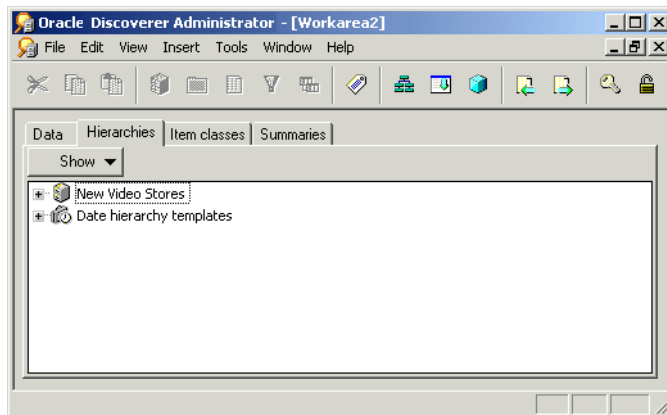 Oracle Discoverer Administrator - [Workarea2]
File Edit View Insert Tools Window Help
Data Hierarchies Item classes Summaries
Show
New Video Stores
Date hierarchy templates